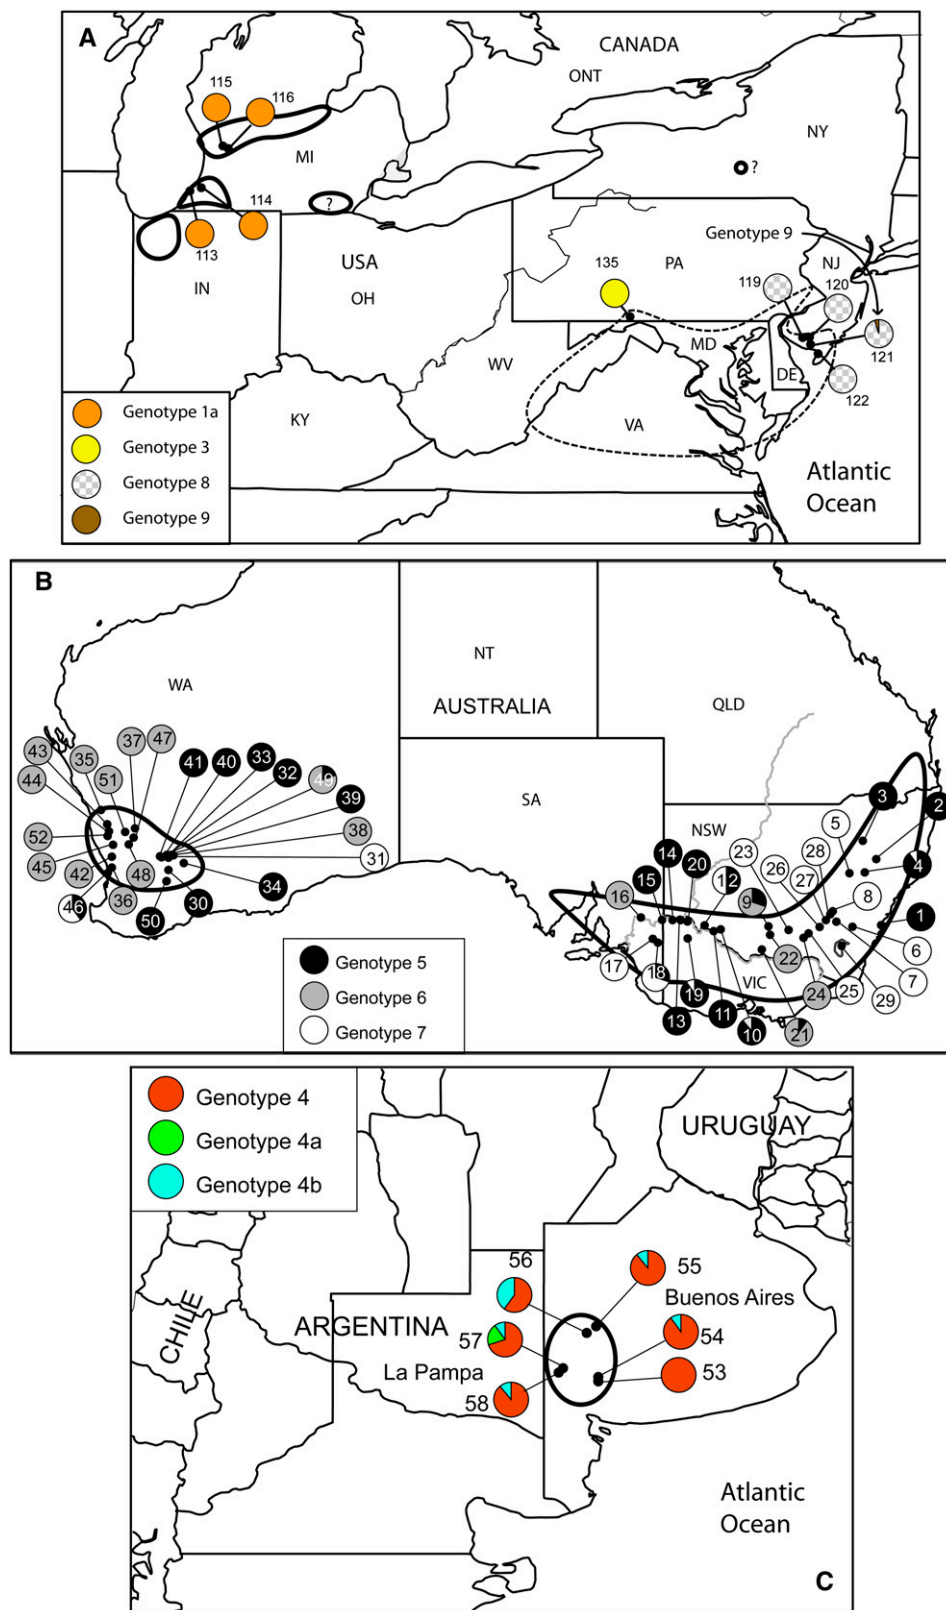 A
CANADA
ONT
115
116
NY
MI
?
114
?
Genotype 9
113
USA
135
PA
119
NJ
120
IN
OH
MD
121
WV
DE
122
KY
VA
Genotype 1a
Genotype 3
Genotype 8
Genotype 9
Atlantic
Ocean
B
WA
NT
AUSTRALIA
QLD
SA
NSW
VIC
43
35
37
47
41
40
33
32
49
39
44
51
38
52
31
45
42
48
36
34
46
50
30
3
2
5
28
14
20
23
26
27
4
15
12
8
16
9
1
22
6
17
18
7
19
24
25
29
13
11
10
21
Genotype 5
Genotype 6
Genotype 7
Genotype 4
Genotype 4a
Genotype 4b
URUGUAY
56
55
Buenos Aires
CHILE
ARGENTINA
57
54
La Pampa
53
58
Atlantic
Ocean
C